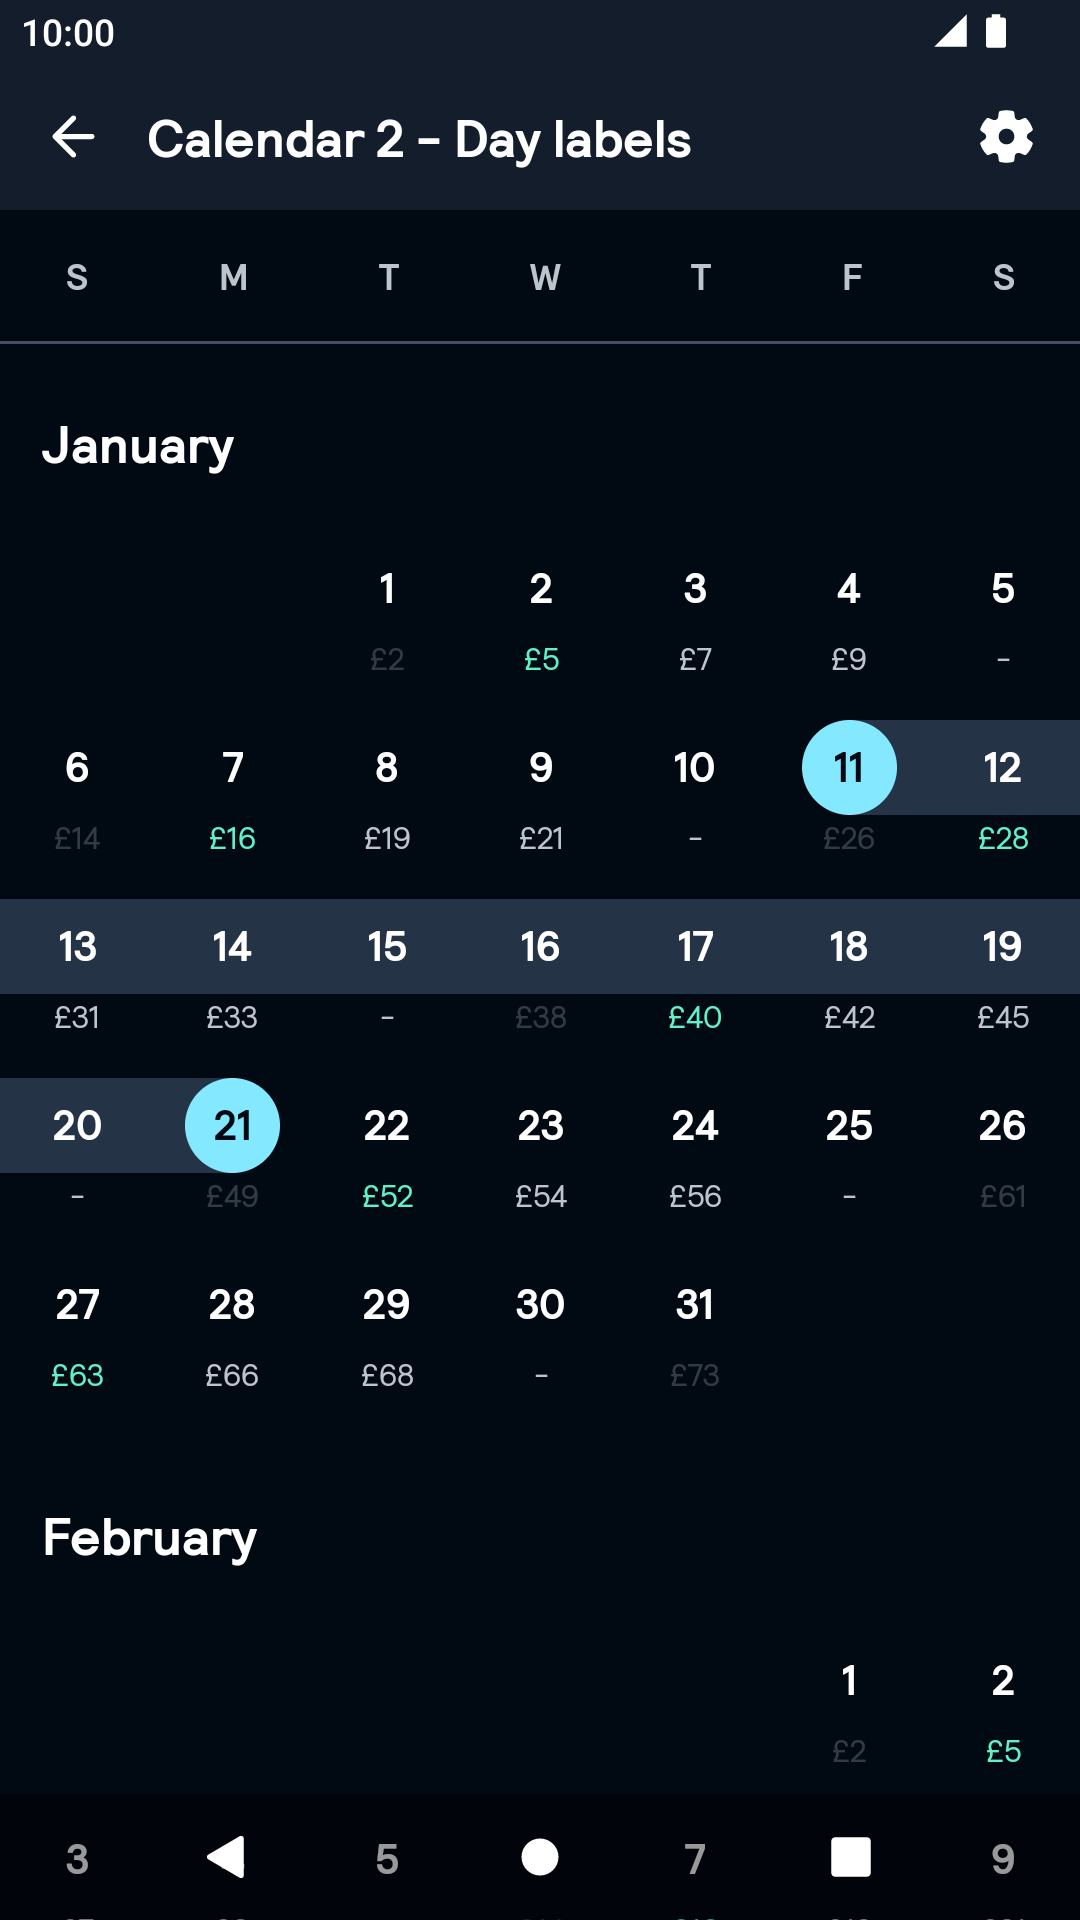 10:00
Calendar 2 - Day labels
S M T W T F S
January
1 2 3 4 5
£2 £5 £7 £9 -
6 7 8 9 10 11 12
£14 £16 £19 £21 - £26 £28
13 14 15 16 17 18 19
£31 £33 - £38 £40 £42 £45
20 21 22 23 24 25 26
- £49 £52 £54 £56 - £61
27 28 29 30 31
£63 £66 £68 - £73
February
1 2
£2 £5
3 5 7 9